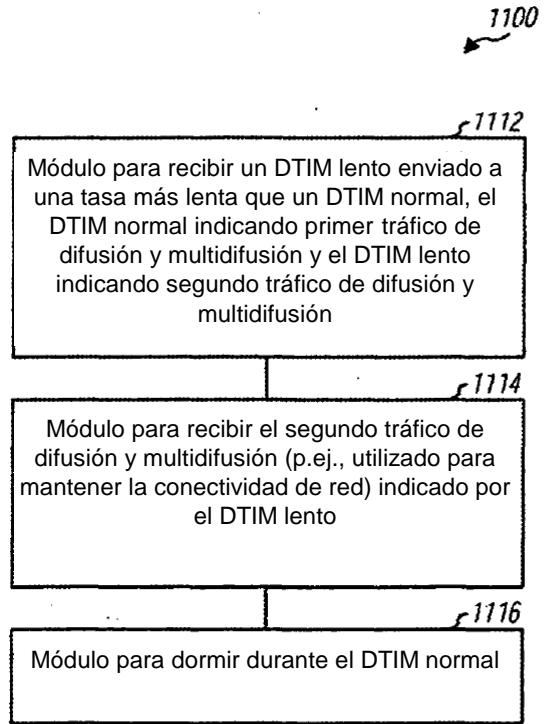 1100
1112
Módulo para recibir un DTIM lento enviado a
una tasa más lenta que un DTIM normal, el
DTIM normal indicando primer tráfico de
difusión y multidifusión y el DTIM lento
indicando segundo tráfico de difusión y
multidifusión
1114
Módulo para recibir el segundo tráfico de
difusión y multidifusión (p.ej., utilizado para
mantener la conectividad de red) indicado por
el DTIM lento
1116
Módulo para dormir durante el DTIM normal